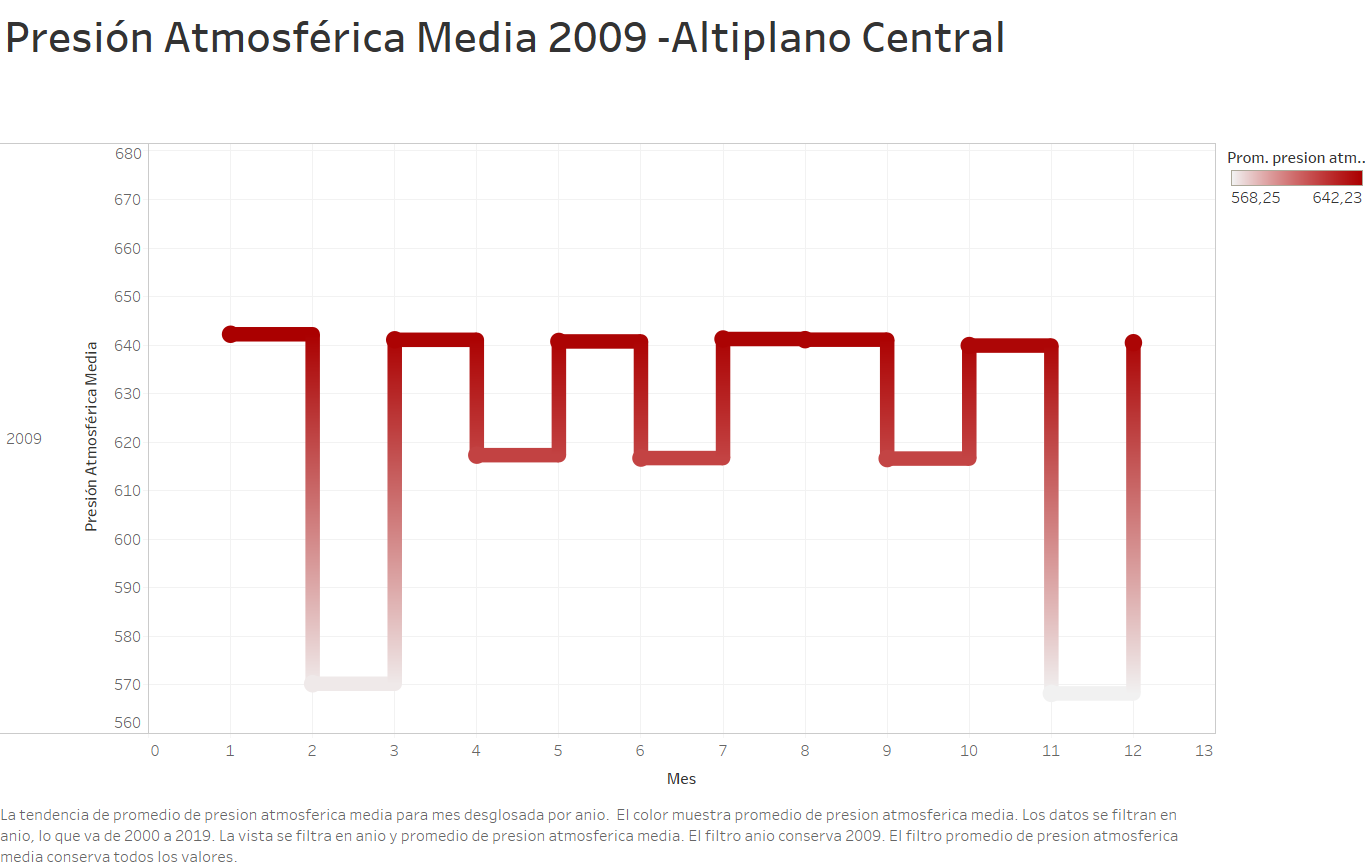 Presión Atmosférica Media 2009 -Altiplano Central
Prom. presion atm..
568,25 642,23
680
670
660
650
640
630
620
610
600
590
580
570
560
Presión Atmosférica Media
2009
0 1 2 3 4 5 6 7 8 9 10 11 12 13
Mes
La tendencia de promedio de presion atmosferica media para mes desglosada por anio.  El color muestra promedio de presion atmosferica media. Los datos se filtran en
anio, lo que va de 2000 a 2019. La vista se filtra en anio y promedio de presion atmosferica media. El filtro anio conserva 2009. El filtro promedio de presion atmosferica
media conserva todos los valores.